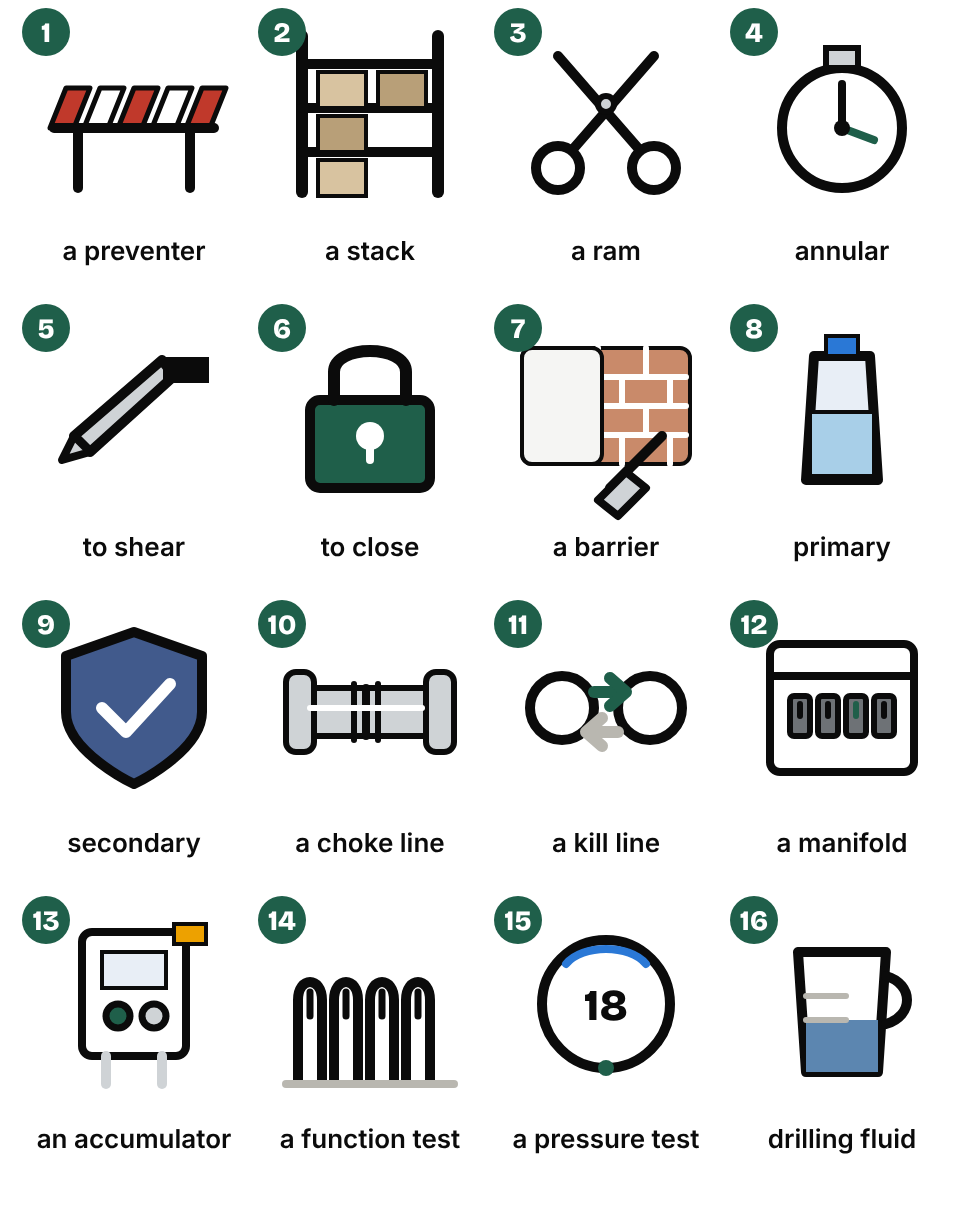 1
2
3
4
a preventer
a stack
a ram
annular
5
6
7
8
to shear
to close
a barrier
primary
9
10
11
12
secondary
a choke line
a kill line
a manifold
13
14
15
16
18
an accumulator
a function test
a pressure test
drilling fluid